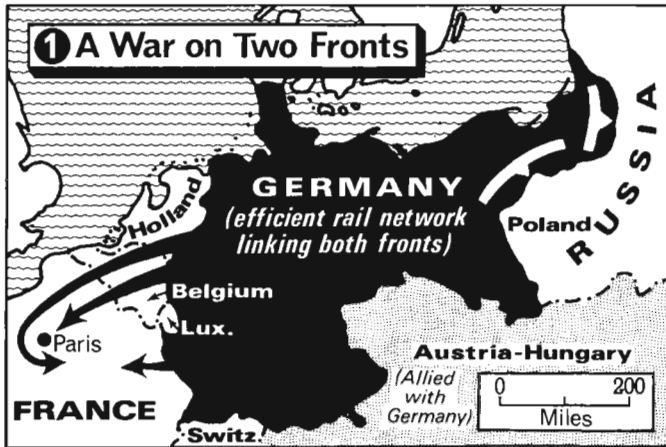 1 A War on Two Fronts
GERMANY
(efficient rail network
linking both fronts)
RUSSIA
Holland
Poland
Belgium
Lux.
Paris
Austria-Hungary
(Allied
with
Germany)
0 200
Miles
FRANCE
Switz.